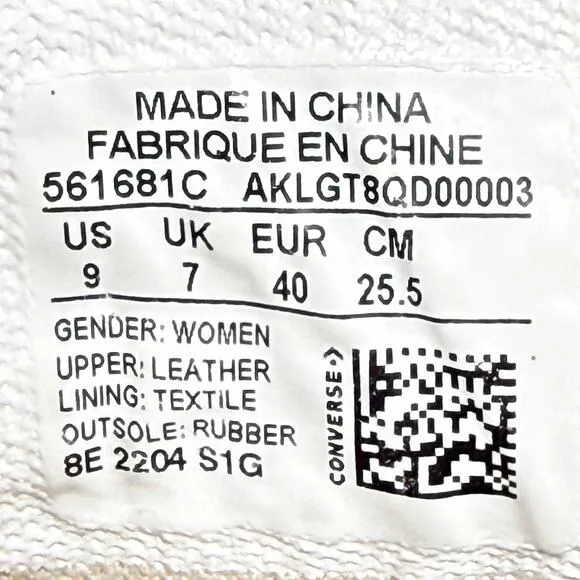 MADE IN CHINA
FABRIQUE EN CHINE
561681C AKLGT8QD00003
US UK EUR CM
9 7 40 25.5
GENDER: WOMEN
UPPER: LEATHER
LINING: TEXTILE
OUTSOLE: RUBBER
8E 2204 S1G
CONVERSE